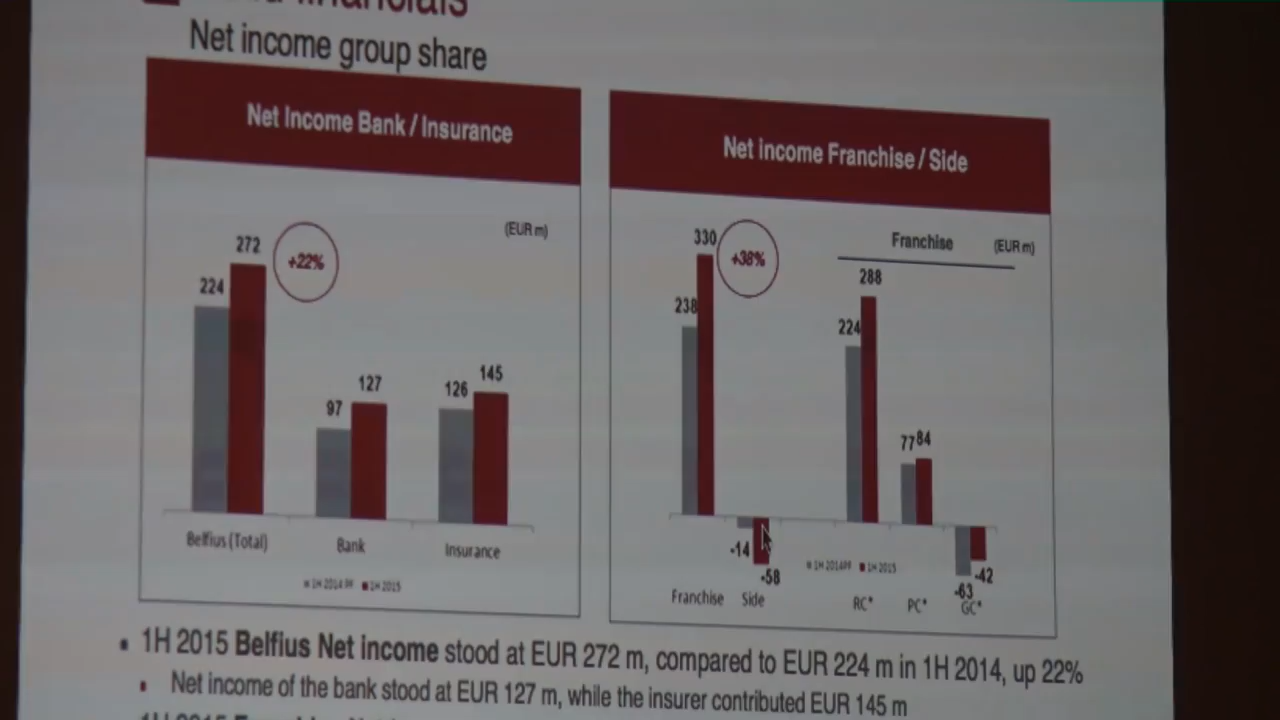 financials
Net income group share
Net Income Bank / Insurance
(EUR m)
+22%
224
272
97
127
126
145
Belfius (Total)
Bank
Insurance
1H 2014 PF
1H 2015
Net income Franchise / Side
Franchise
(EUR m)
+38%
238
330
-14
-58
224
288
77
84
-63
-42
1H 2014PF
1H 2015
Franchise
Side
RC*
PC*
GC*
1H 2015 Belfius Net income stood at EUR 272 m, compared to EUR 224 m in 1H 2014, up 22%
Net income of the bank stood at EUR 127 m, while the insurer contributed EUR 145 m
1H 2015